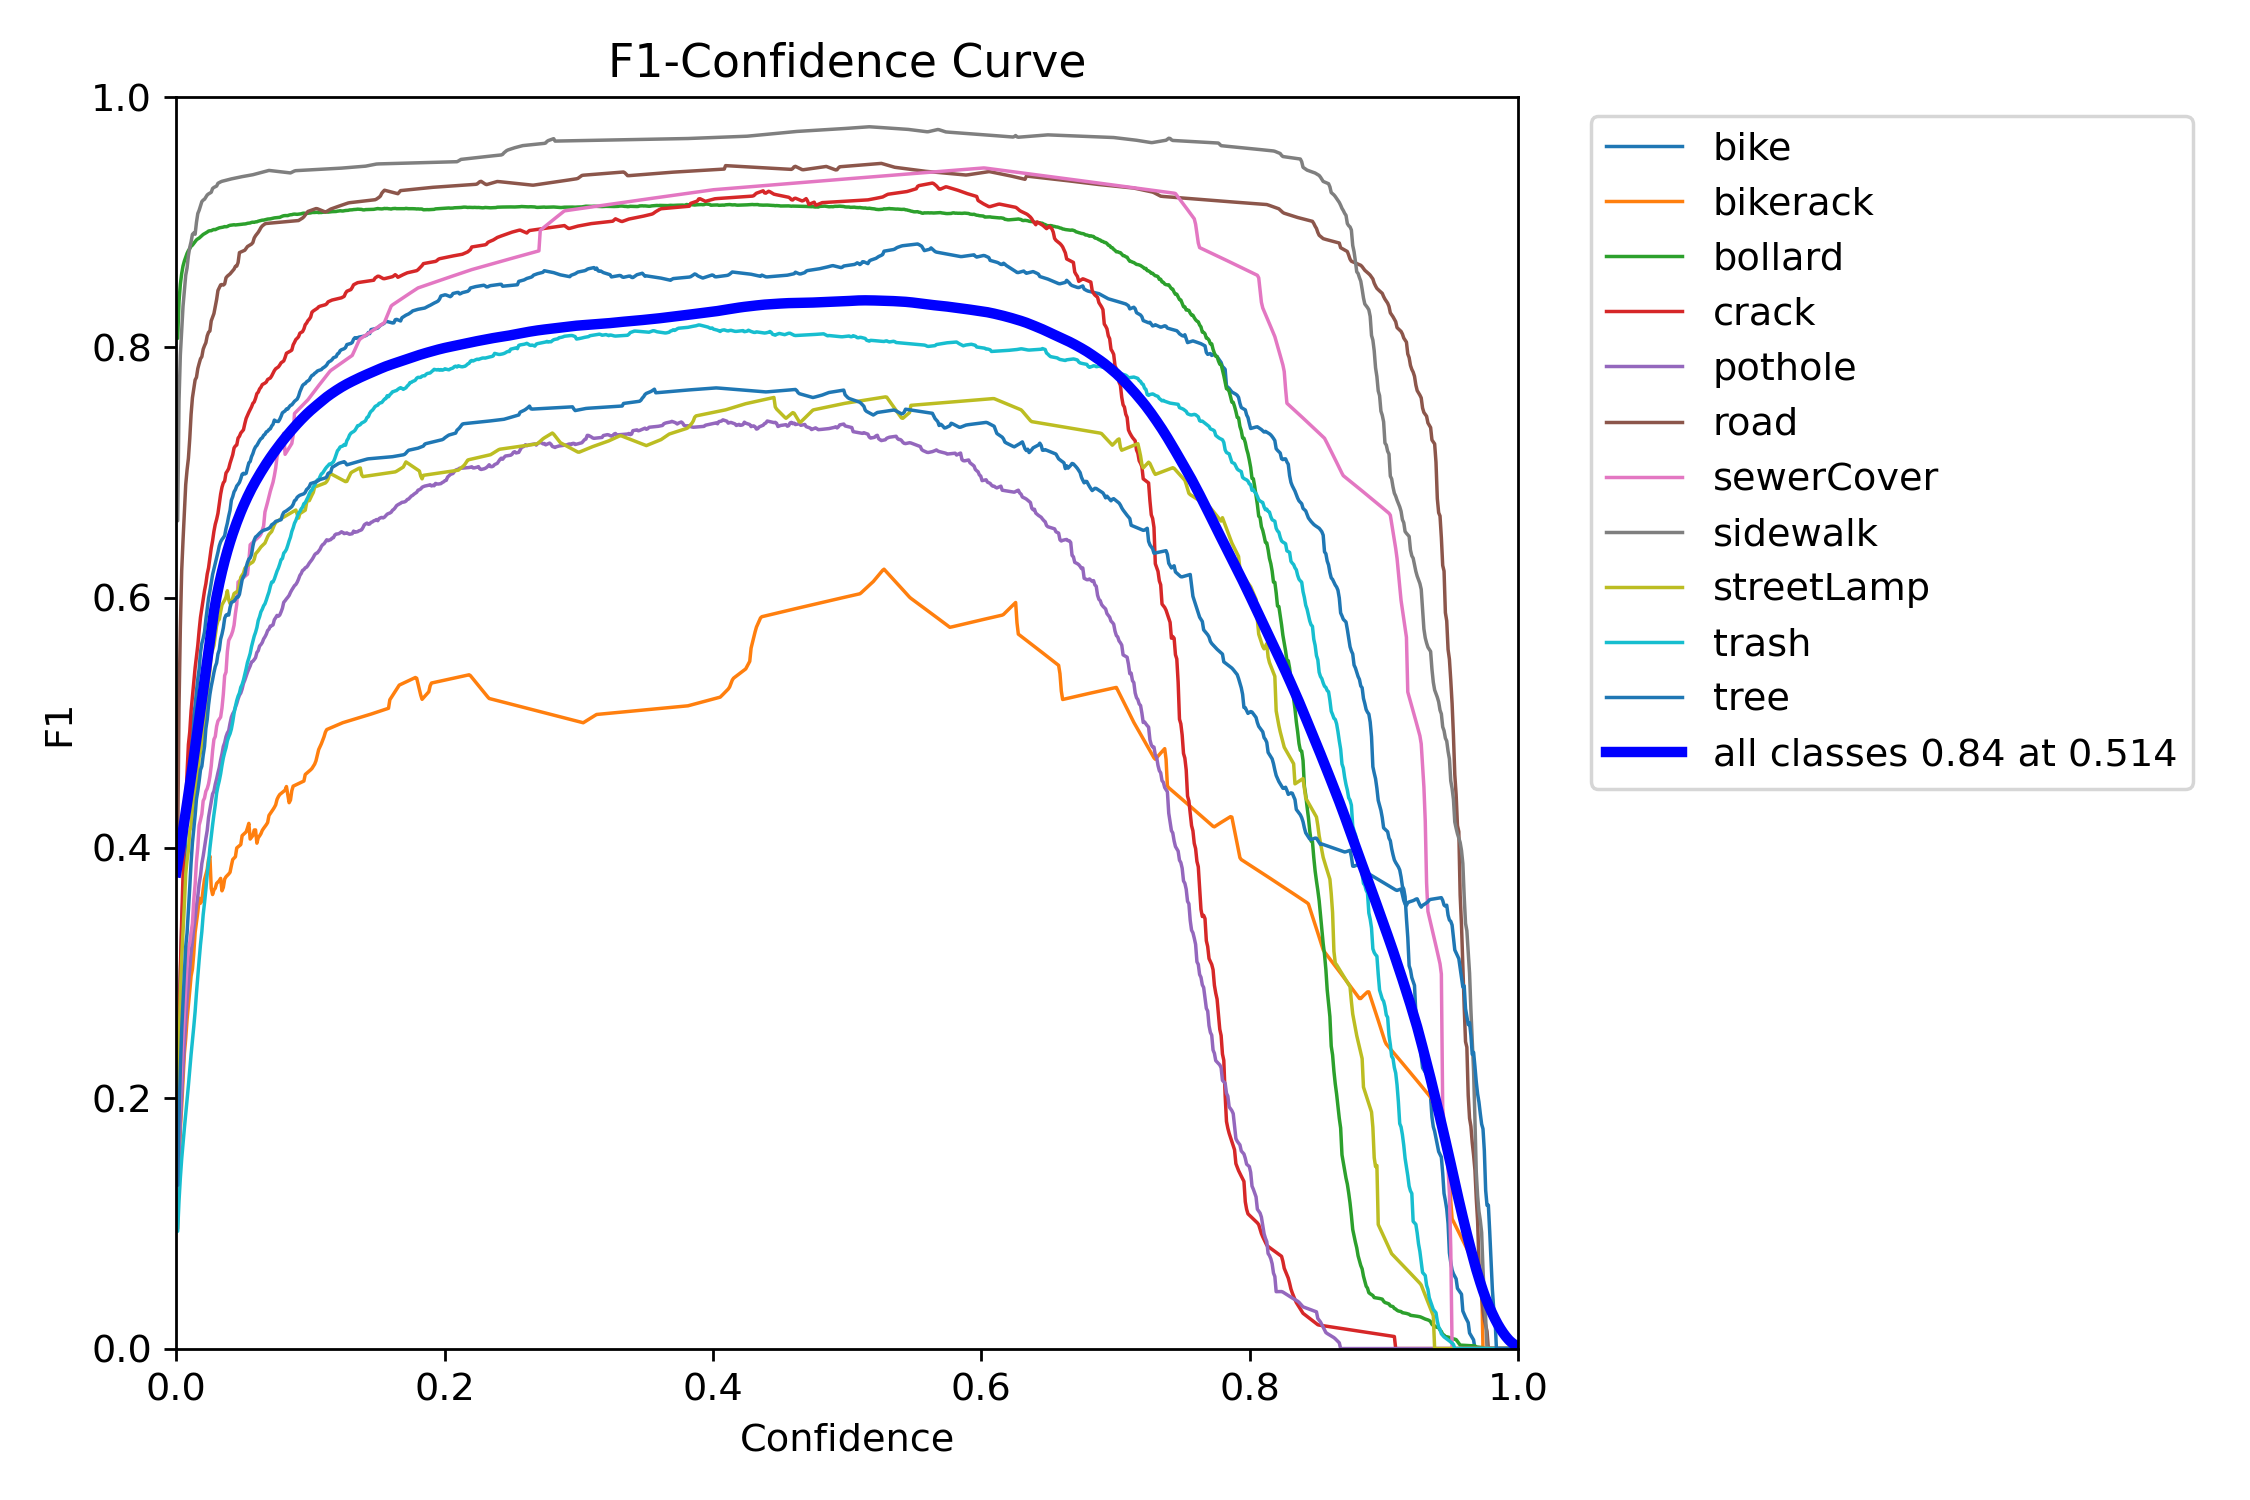 F1-Confidence Curve
1.0
0.8
0.6
0.4
0.2
0.0
F1
0.0 0.2 0.4 0.6 0.8 1.0
Confidence
bike
bikerack
bollard
crack
pothole
road
sewerCover
sidewalk
streetLamp
trash
tree
all classes 0.84 at 0.514